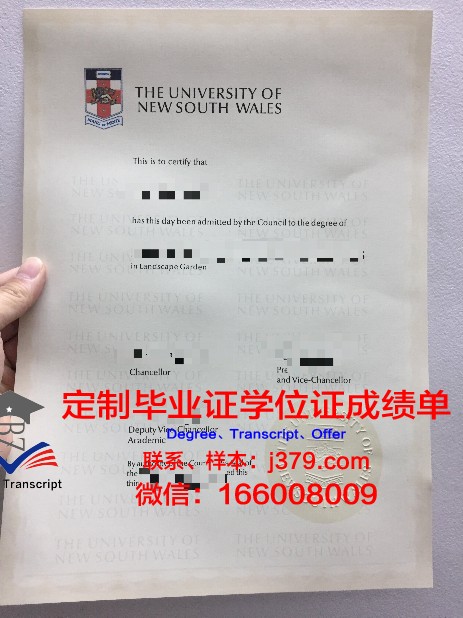 THE UNIVERSITY OF
NEW SOUTH WALES
This is to certify that
has this day been admitted by the Council to the degree of
in Landscape Garden
Chancellor
Pre
and Vice-Chancellor
定制毕业证学位证成绩单
Deputy Vice-Chancellor
Academic
Degree、Transcript、Offer
联系、样本：j379.com
Transcript
微信：166008009